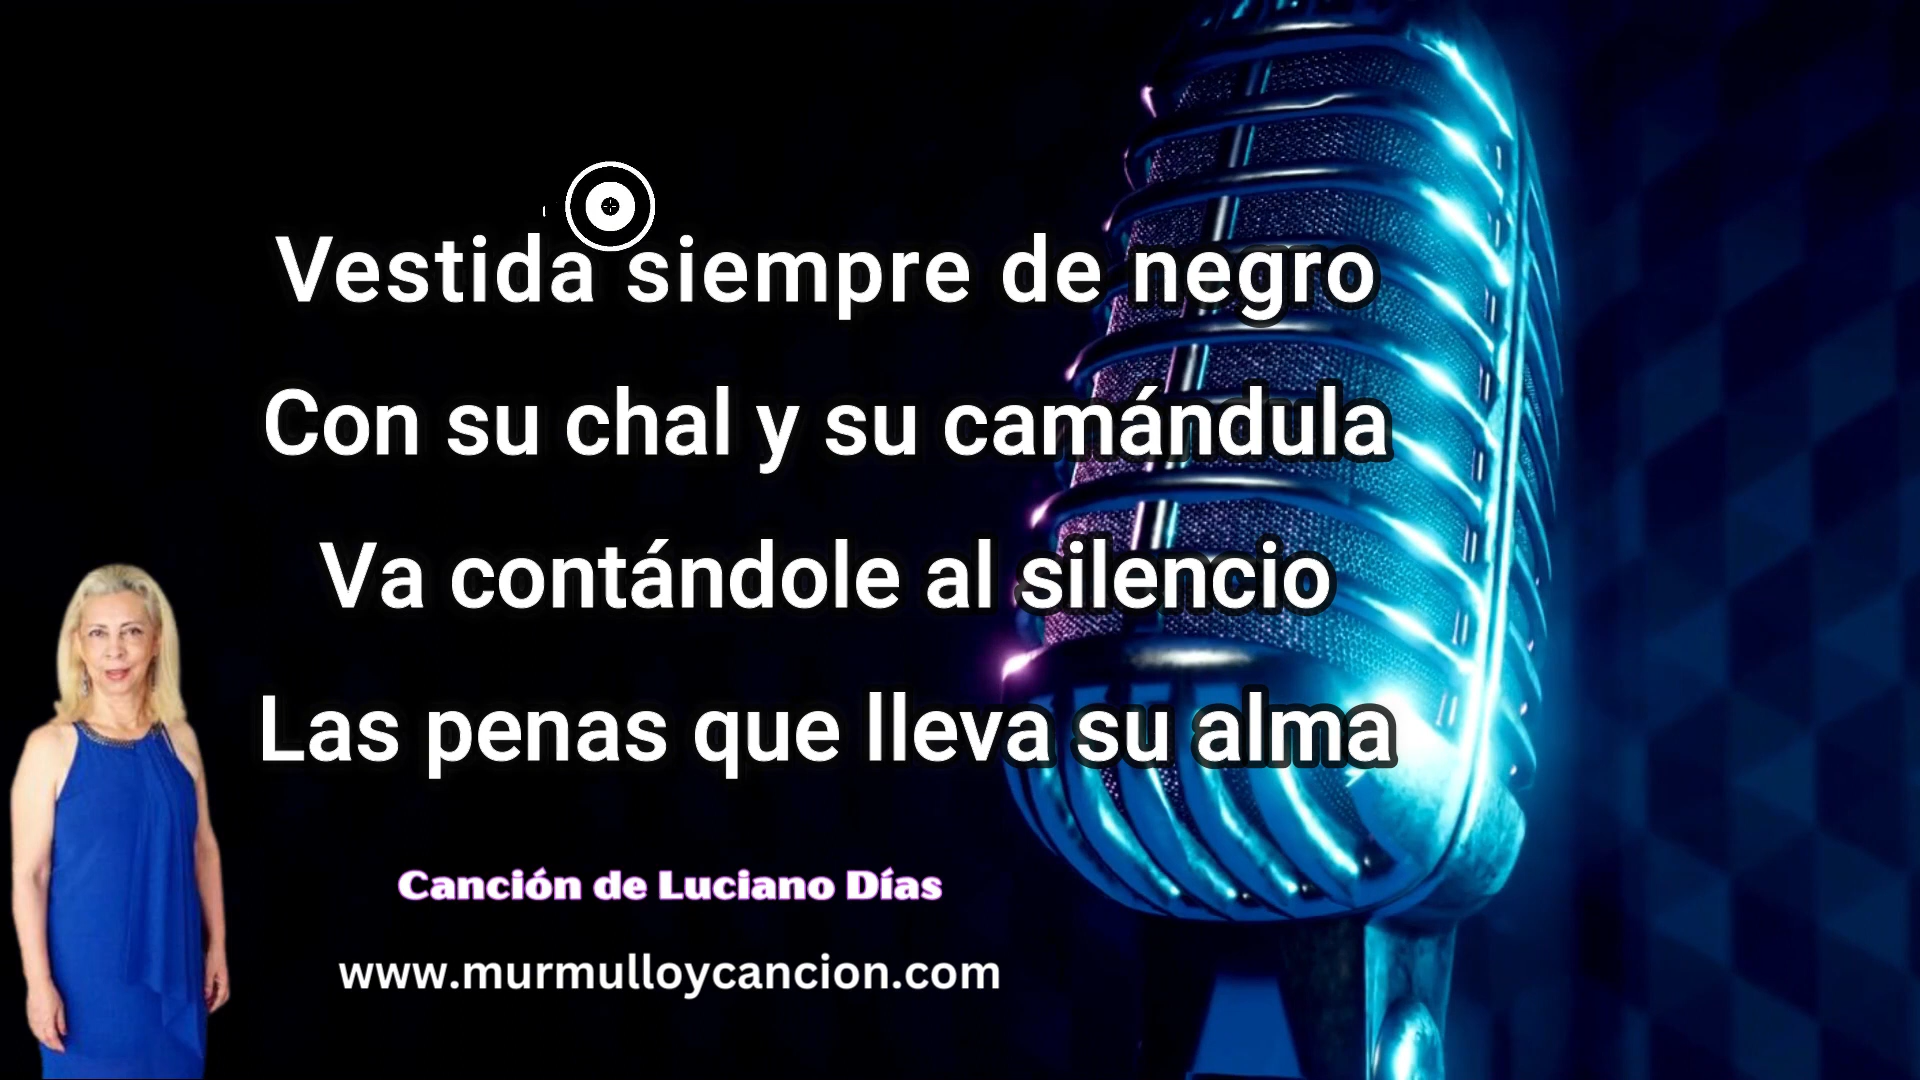 Vestida siempre de negro
Con su chal y su camándula
Va contándole al silencio
Las penas que lleva su alma
Canción de Luciano Días
www.murmulloycancion.com